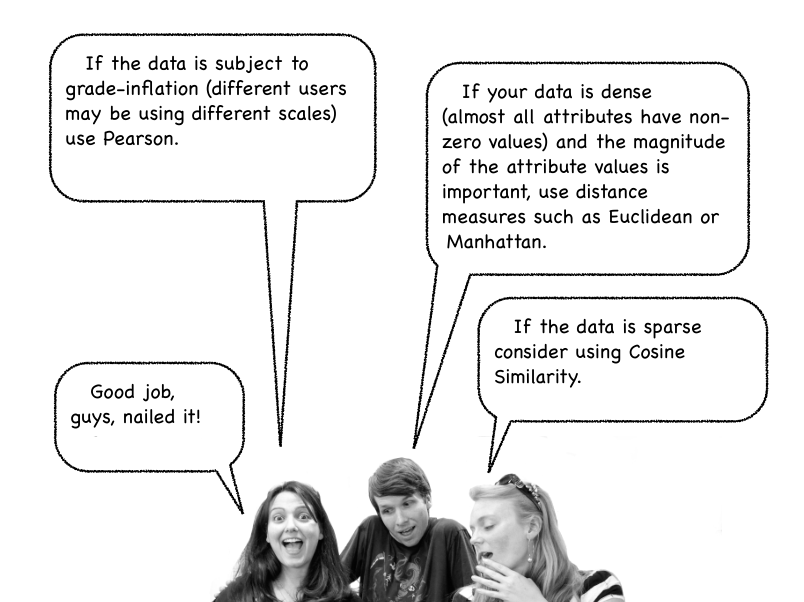 If the data is subject to
grade-inflation (different users
may be using different scales)
use Pearson.
If your data is dense
(almost all attributes have non-
zero values) and the magnitude
of the attribute values is
important, use distance
measures such as Euclidean or
Manhattan.
If the data is sparse
consider using Cosine
Similarity.
Good job,
guys, nailed it!